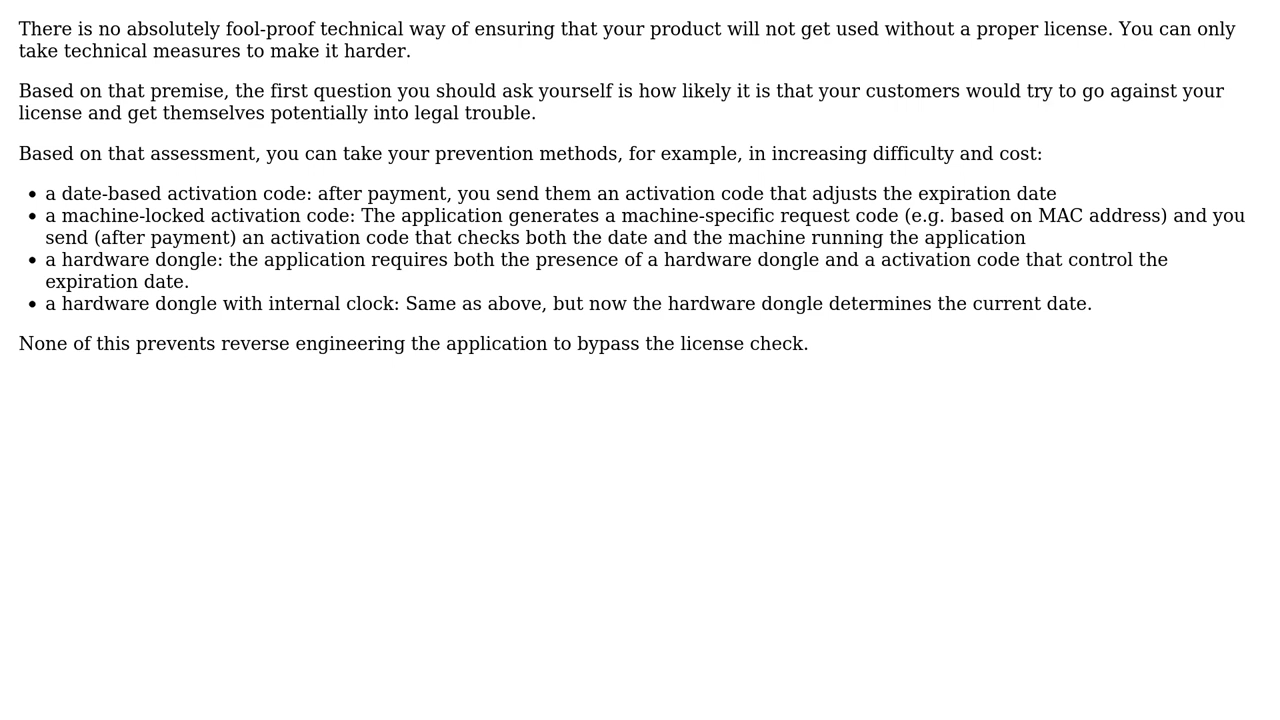 There is no absolutely fool-proof technical way of ensuring that your product will not get used without a proper license. You can only
take technical measures to make it harder.
Based on that premise, the first question you should ask yourself is how likely it is that your customers would try to go against your
license and get themselves potentially into legal trouble.
Based on that assessment, you can take your prevention methods, for example, in increasing difficulty and cost:
• a date-based activation code: after payment, you send them an activation code that adjusts the expiration date
• a machine-locked activation code: The application generates a machine-specific request code (e.g. based on MAC address) and you
send (after payment) an activation code that checks both the date and the machine running the application
• a hardware dongle: the application requires both the presence of a hardware dongle and a activation code that control the
expiration date.
• a hardware dongle with internal clock: Same as above, but now the hardware dongle determines the current date.
None of this prevents reverse engineering the application to bypass the license check.